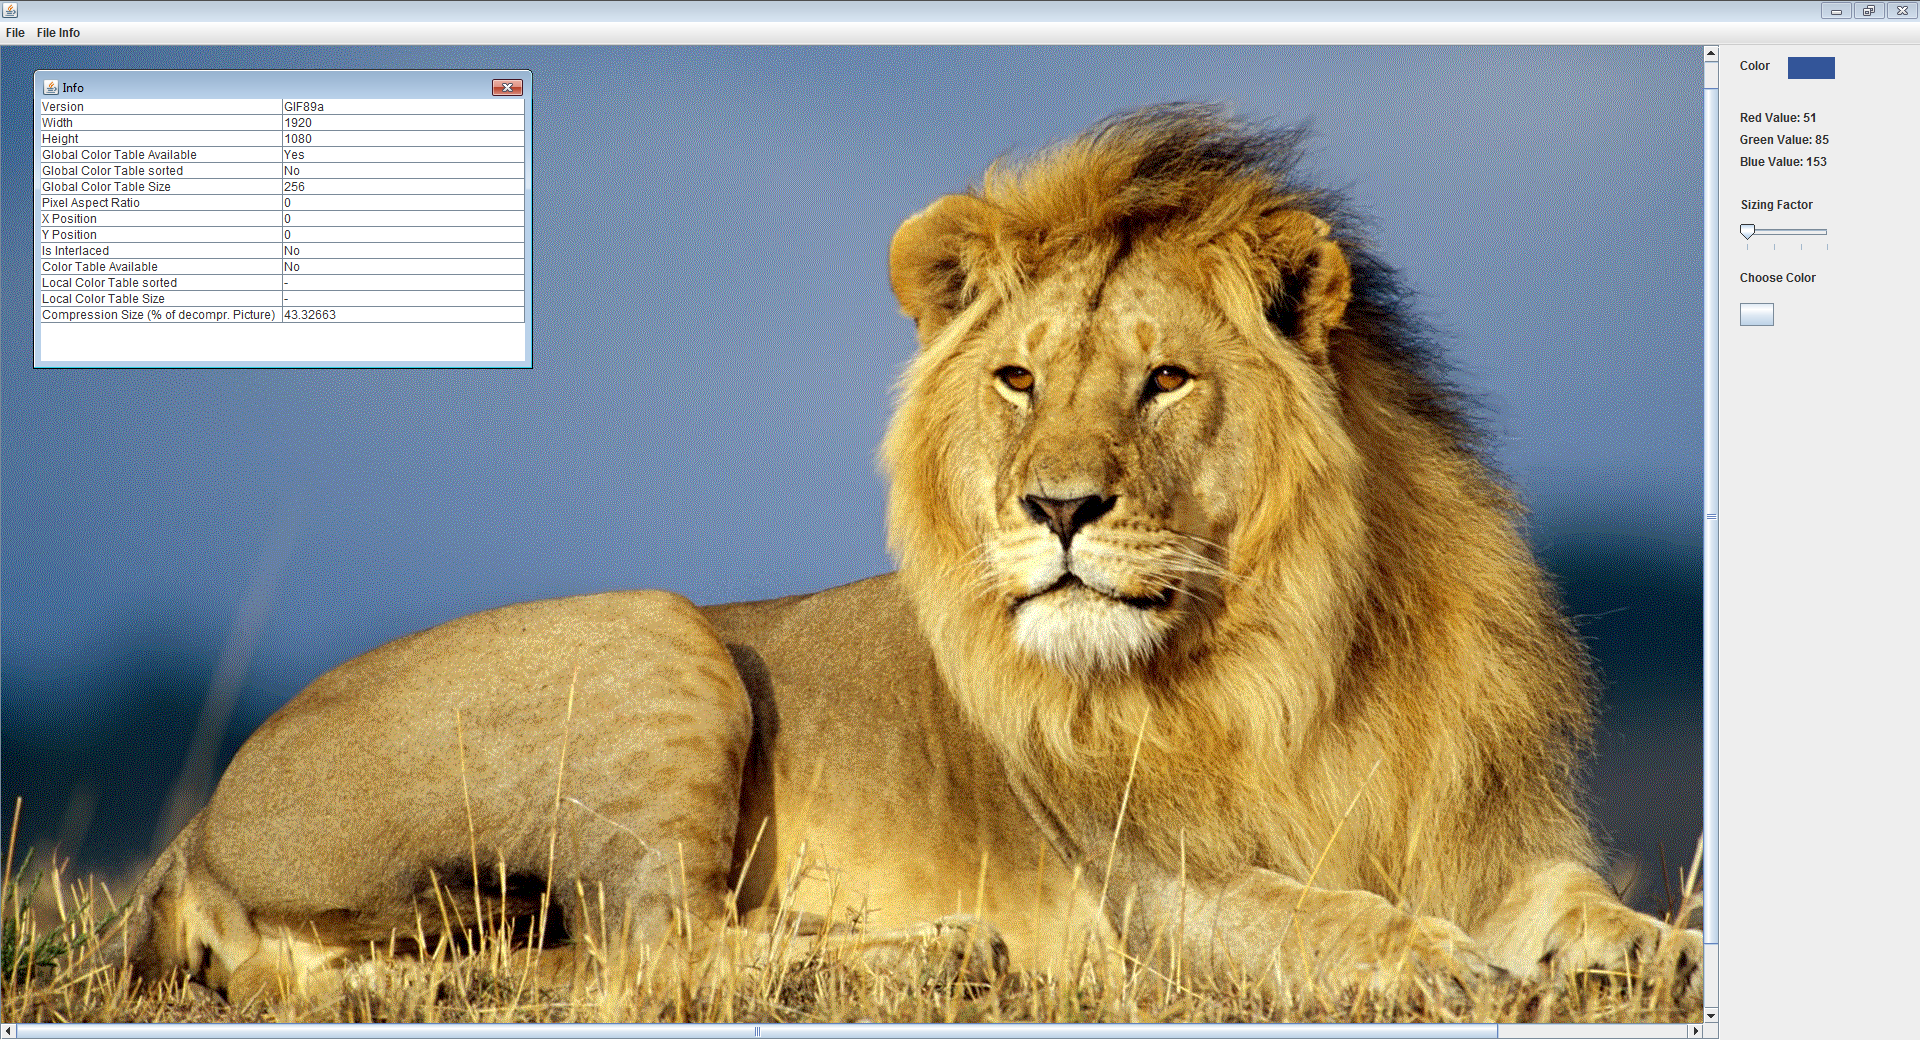 File File Info
Info
Version GIF89a
Width 1920
Height 1080
Global Color Table Available Yes
Global Color Table sorted No
Global Color Table Size 256
Pixel Aspect Ratio 0
X Position 0
Y Position 0
Is Interlaced No
Color Table Available No
Local Color Table sorted -
Local Color Table Size -
Compression Size (% of decompr. Picture) 43.32663
Color
Red Value: 51
Green Value: 85
Blue Value: 153
Sizing Factor
Choose Color